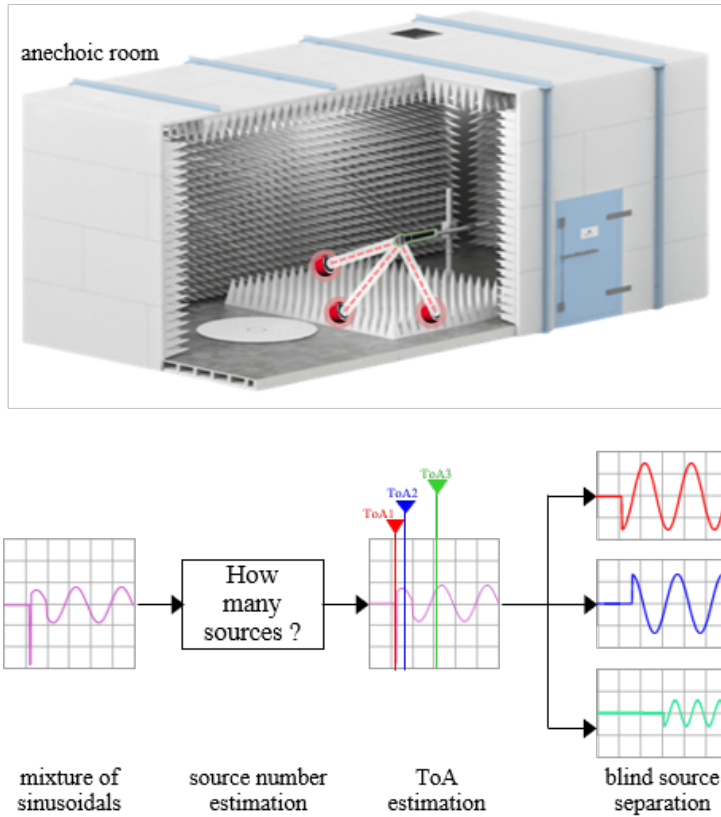 anechoic room
ToA3
ToA2
ToA1
How
many
sources ?
mixture of
sinusoidals
source number
estimation
ToA
estimation
blind source
separation